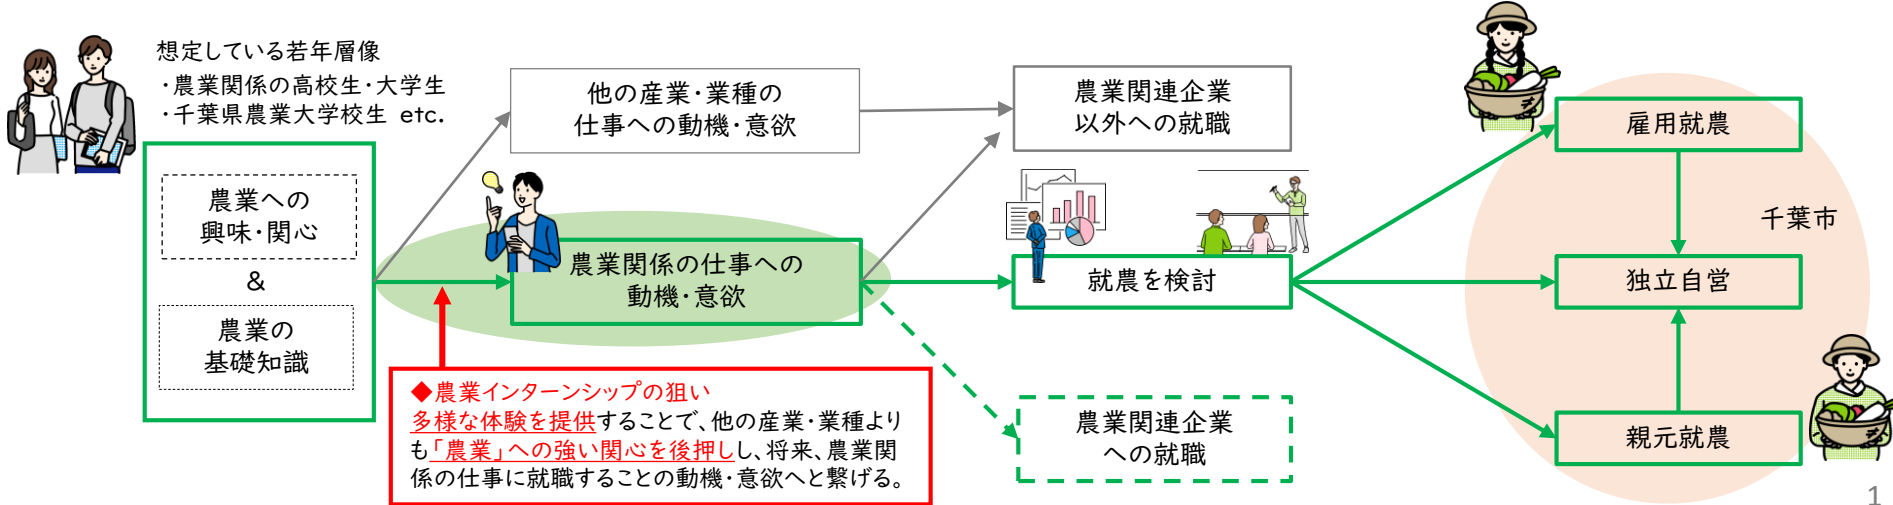 想定している若年層像
・農業関係の高校生・大学生
・千葉県農業大学校生 etc.
農業への
興味・関心
&
農業の
基礎知識
他の産業・業種の
仕事への動機・意欲
農業関係の仕事への
動機・意欲
◆農業インターンシップの狙い
多様な体験を提供することで、他の産業・業種より
も「農業」への強い関心を後押しし、将来、農業関
係の仕事に就職することの動機・意欲へと繋げる。
農業関連企業
以外への就職
就農を検討
農業関連企業
への就職
雇用就農
千葉市
独立自営
親元就農
1